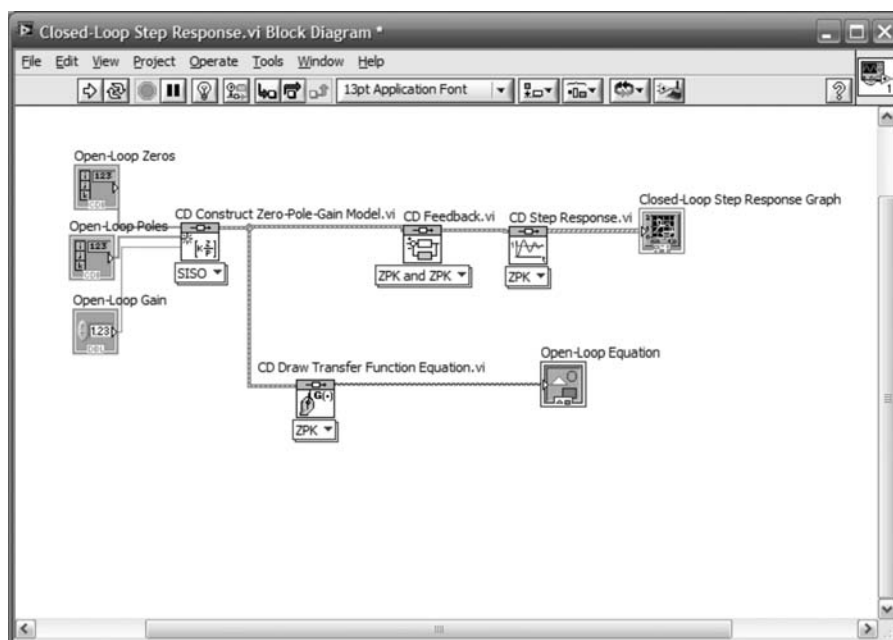 Closed-Loop Step Response.vi Block Diagram *
File Edit View Project Operate Tools Window Help
13pt Application Font
1
Open-Loop Zeros
123
Open-Loop Poles
CD Construct Zero-Pole-Gain Model.vi
CD Feedback.vi
CD Step Response.vi
Closed-Loop Step Response Graph
123
SISO
ZPK and ZPK
ZPK
Open-Loop Gain
1.23
DBL
CD Draw Transfer Function Equation.vi
Open-Loop Equation
G(•)
ZPK